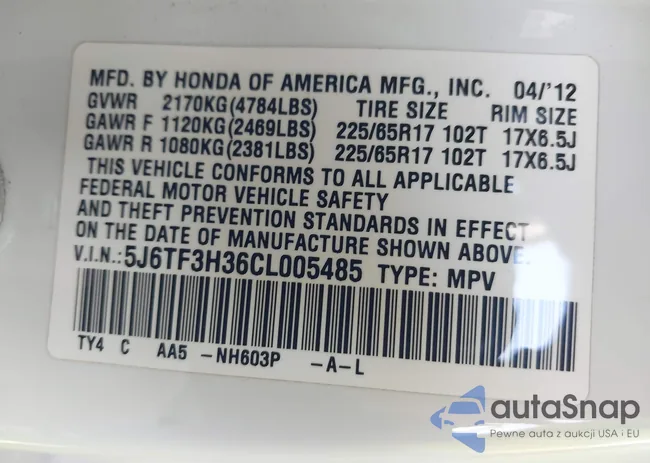 MFD. BY HONDA OF AMERICA MFG., INC. 04/'12
GVWR 2170KG(4784LBS) TIRE SIZE RIM SIZE
GAWR F 1120KG(2469LBS) 225/65R17 102T 17X6.5J
GAWR R 1080KG(2381LBS) 225/65R17 102T 17X6.5J
THIS VEHICLE CONFORMS TO ALL APPLICABLE
FEDERAL MOTOR VEHICLE SAFETY
AND THEFT PREVENTION STANDARDS IN EFFECT
ON THE DATE OF MANUFACTURE SHOWN ABOVE.
V.I.N.:5J6TF3H36CL005485 TYPE: MPV
TY4 C AA5 -NH603P -A-L
autaSnap
Pewne auta z aukcji USA i EU